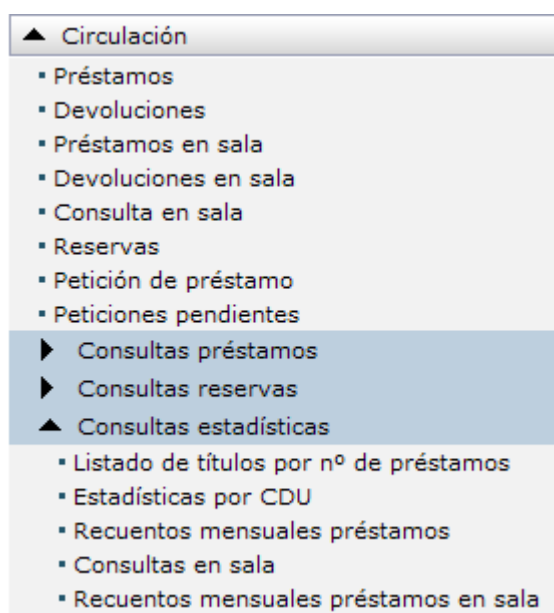 Circulación
Préstamos
Devoluciones
Préstamos en sala
Devoluciones en sala
Consulta en sala
Reservas
Petición de préstamo
Peticiones pendientes
Consultas préstamos
Consultas reservas
Consultas estadísticas
Listado de títulos por nº de préstamos
Estadísticas por CDU
Recuentos mensuales préstamos
Consultas en sala
Recuentos mensuales préstamos en sala